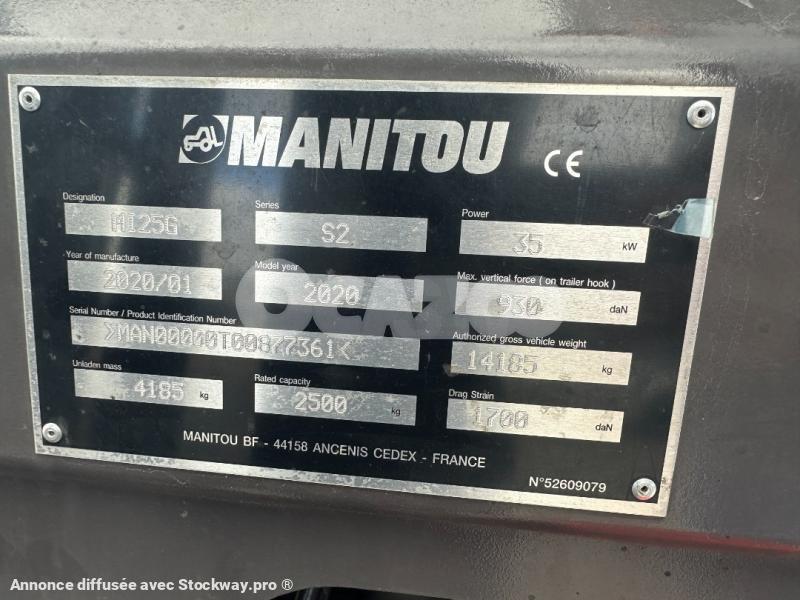 MANITOU CE
Designation
MI25G
Series
S2
Power
35 kW
Year of manufacture
2020/01
Model year
2020
Max. vertical force ( on trailer hook )
930 daN
Serial Number / Product Identification Number
>MAN00000T00877361<
Authorized gross vehicle weight
14185 kg
Unladen mass
4185 kg
Rated capacity
2500 kg
Drag Strain
1700 daN
MANITOU BF - 44158 ANCENIS CEDEX - FRANCE
N°52609079
OCAZOO
Annonce diffusée avec Stockway.pro ®